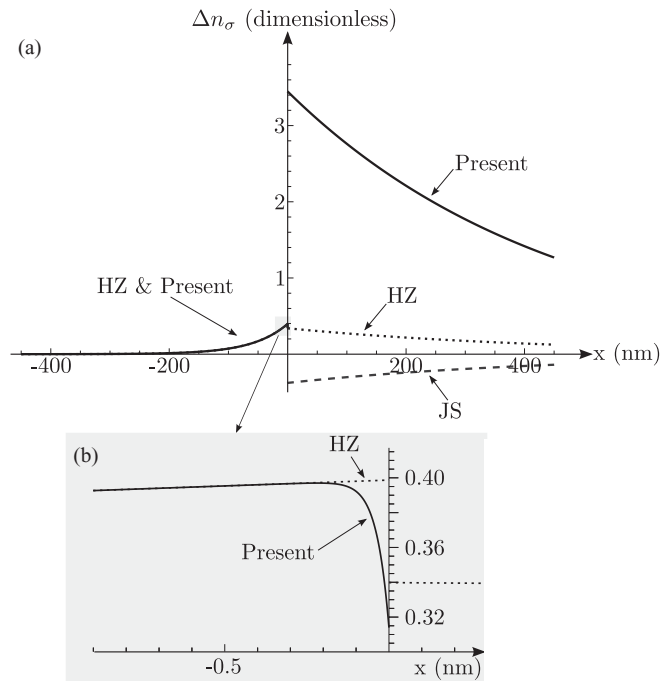 Δn_σ (dimensionless)
(a)
3
Present
2
HZ & Present
1
HZ
-400 -200 200 400 x (nm)
JS
(b)
HZ
0.40
Present
0.36
0.32
-0.5 x (nm)